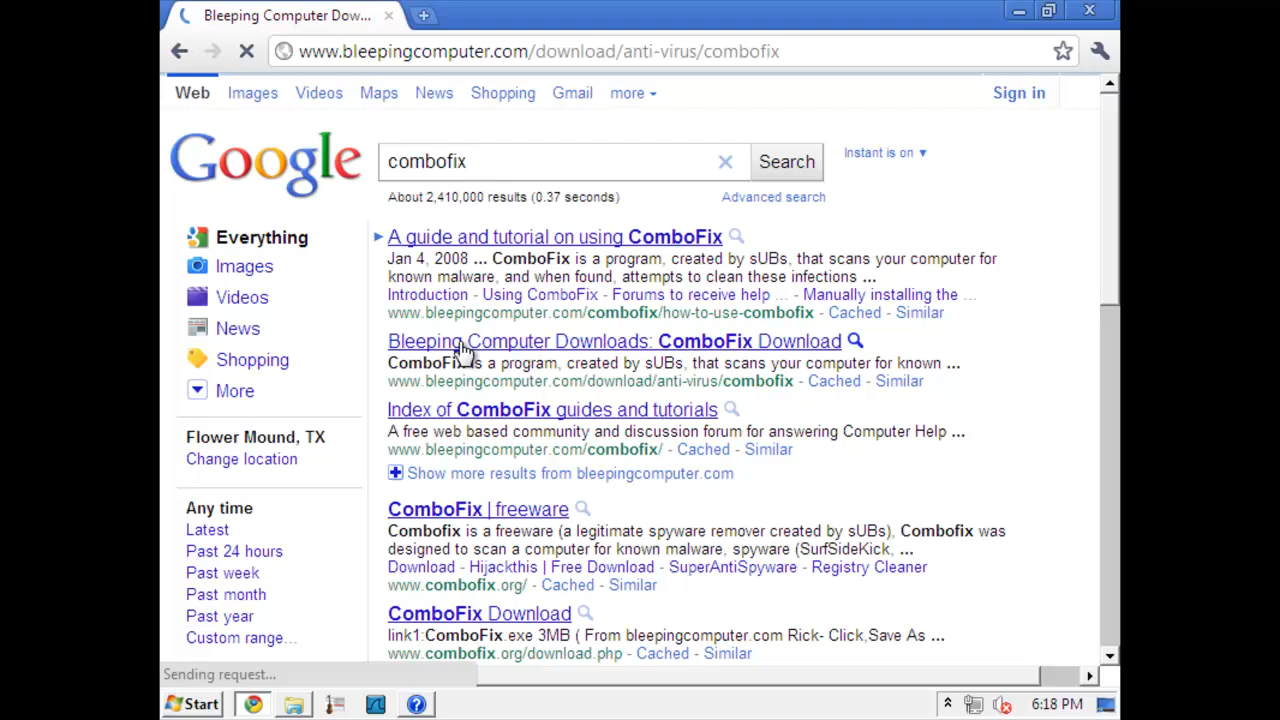 Bleeping Computer Dow...
www.bleepingcomputer.com/download/anti-virus/combofix
Web Images Videos Maps News Shopping Gmail more Sign in
Google
combofix Search Instant is on
About 2,410,000 results (0.37 seconds) Advanced search
Everything
Images
Videos
News
Shopping
More
Flower Mound, TX
Change location
Any time
Latest
Past 24 hours
Past week
Past month
Past year
Custom range...
A guide and tutorial on using ComboFix
Jan 4, 2008 ... ComboFix is a program, created by sUBs, that scans your computer for
known malware, and when found, attempts to clean these infections ...
Introduction - Using ComboFix - Forums to receive help ... - Manually installing the ...
www.bleepingcomputer.com/combofix/how-to-use-combofix - Cached - Similar
Bleeping Computer Downloads: ComboFix Download
ComboFix is a program, created by sUBs, that scans your computer for known ...
www.bleepingcomputer.com/download/anti-virus/combofix - Cached - Similar
Index of ComboFix guides and tutorials
A free web based community and discussion forum for answering Computer Help ...
www.bleepingcomputer.com/combofix/ - Cached - Similar
Show more results from bleepingcomputer.com
ComboFix | freeware
Combofix is a freeware (a legitimate spyware remover created by sUBs), Combofix was
designed to scan a computer for known malware, spyware (SurfSideKick, ...
Download - Hijackthis | Free Download - SuperAntiSpyware - Registry Cleaner
www.combofix.org/ - Cached - Similar
ComboFix Download
link1:ComboFix.exe 3MB ( From bleepingcomputer.com Rick- Click,Save As ...
www.combofix.org/download.php - Cached - Similar
Sending request...
Start 6:18 PM